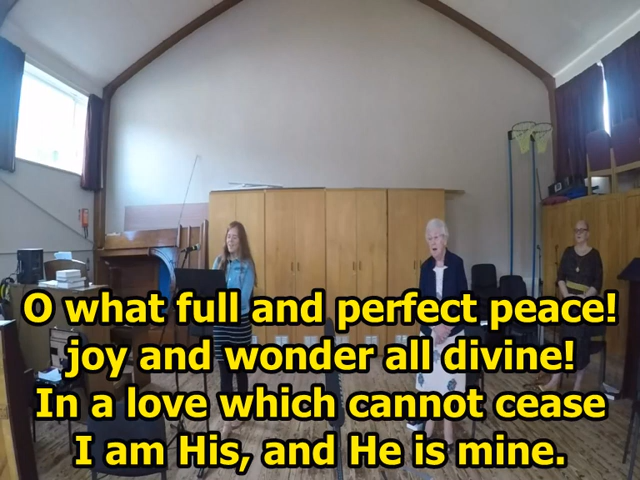 O what full and perfect peace!
joy and wonder all divine!
In a love which cannot cease
I am His, and He is mine.